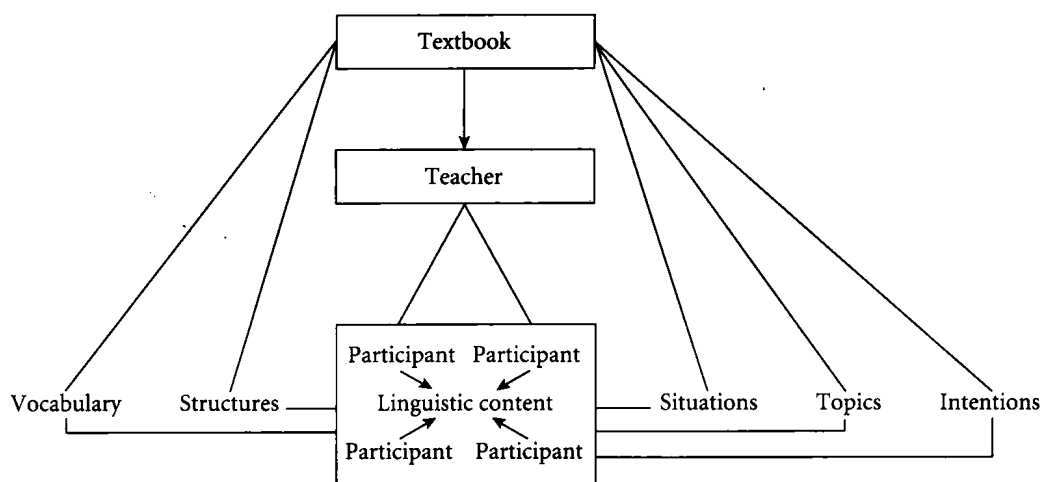 Textbook
Teacher
Participant Participant
Vocabulary Structures Linguistic content Situations Topics Intentions
Participant Participant